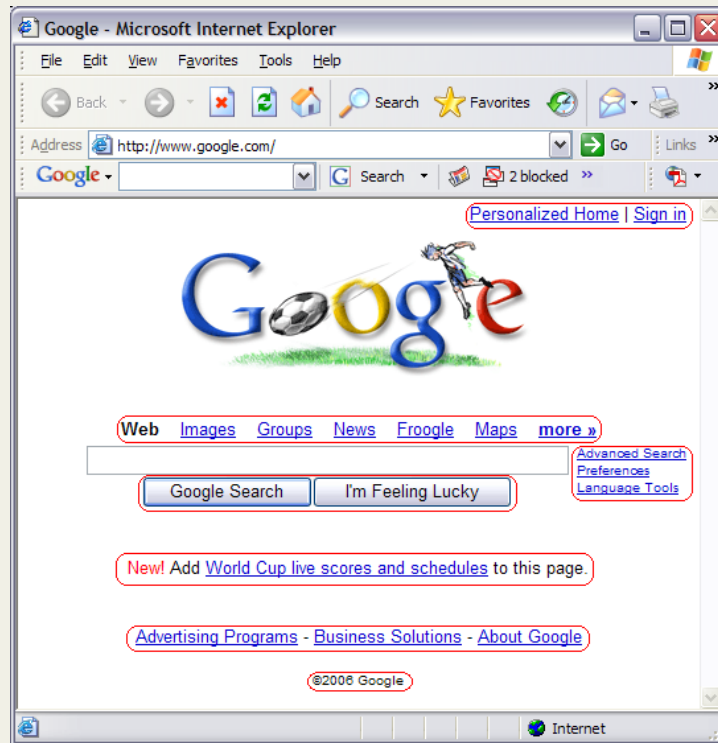 Google - Microsoft Internet Explorer
File Edit View Favorites Tools Help
Back Search Favorites »
Address http://www.google.com/ Go Links »
Google Search 2 blocked »
Personalized Home | Sign in
Google
Web Images Groups News Froogle Maps more »
Advanced Search
Preferences
Language Tools
Google Search I'm Feeling Lucky
New! Add World Cup live scores and schedules to this page.
Advertising Programs - Business Solutions - About Google
©2006 Google
Internet